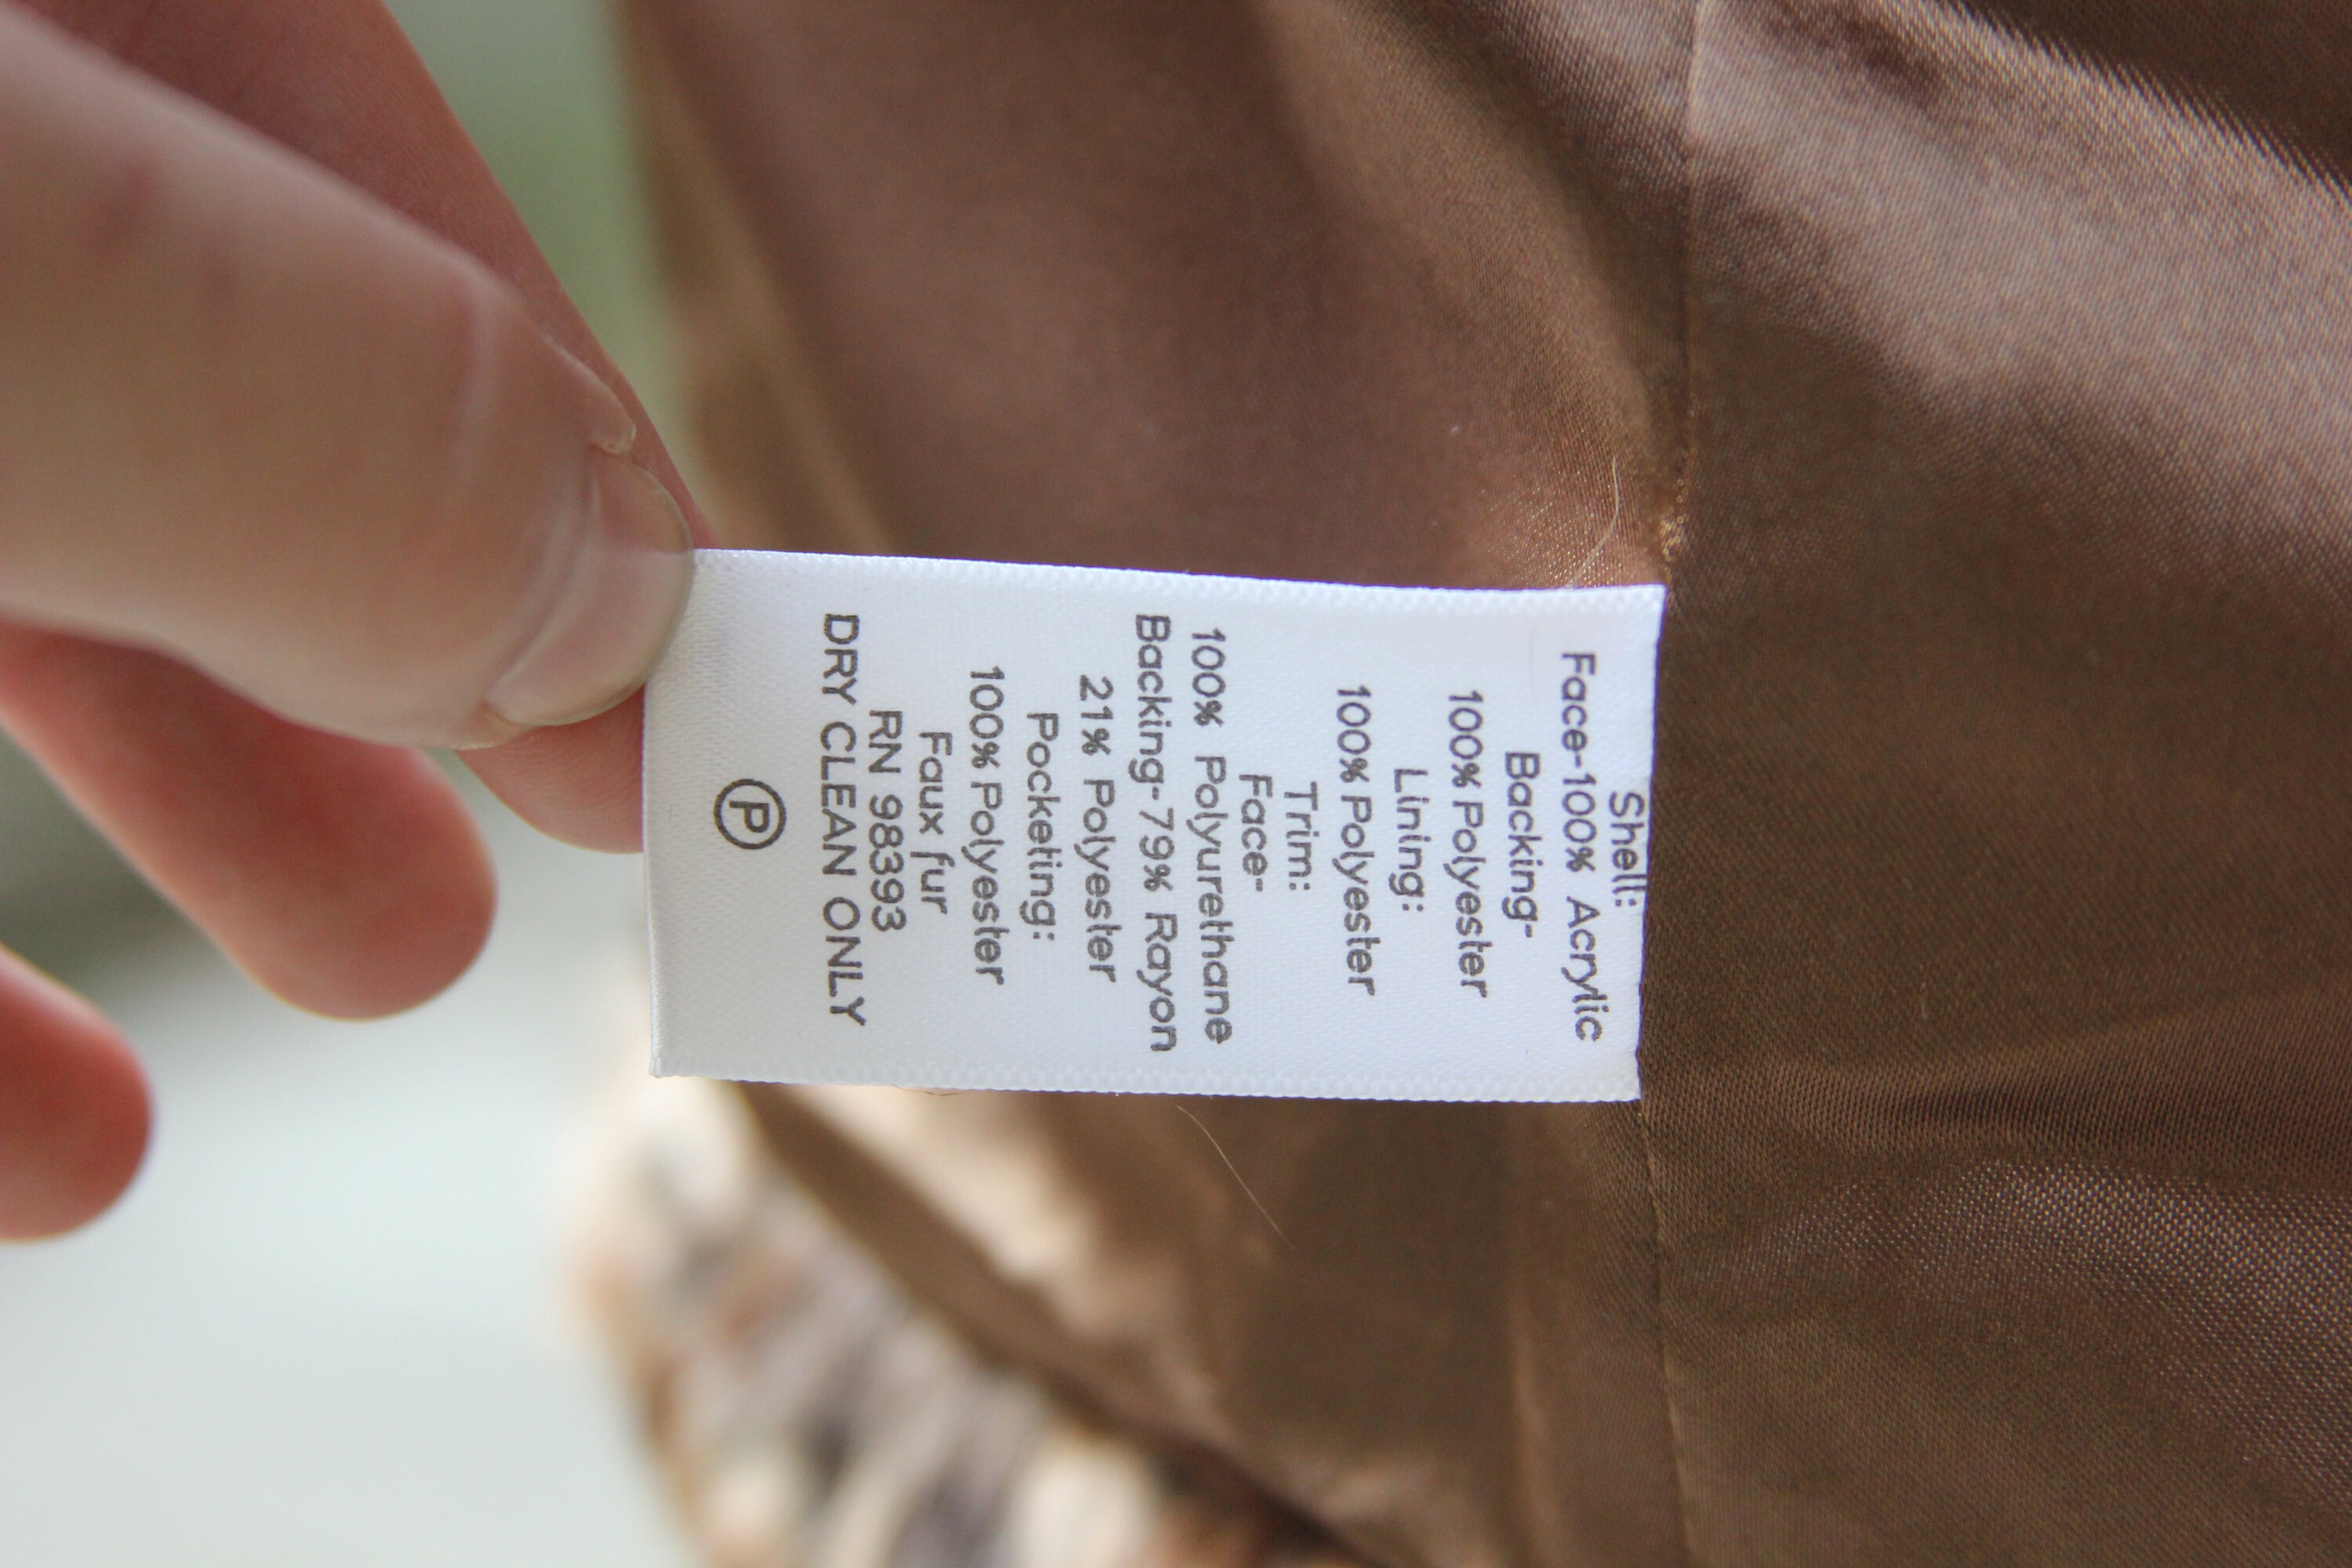 Shell:
Face-100% Acrylic
Backing-
100% Polyester
Lining:
100% Polyester
Trim:
Face-
100% Polyurethane
Backing-79% Rayon
21% Polyester
Pocketing:
100% Polyester
Faux fur
RN 98393
DRY CLEAN ONLY
P